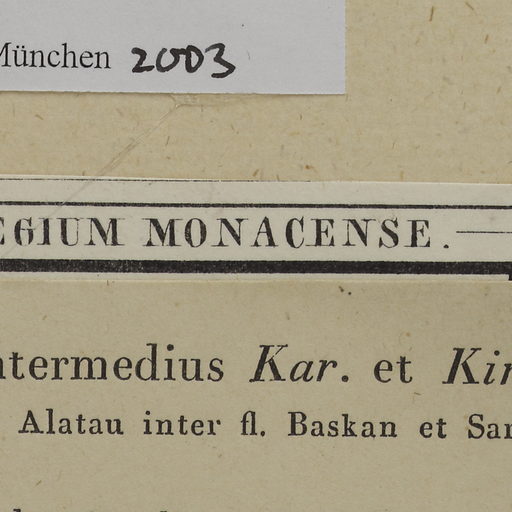 München 2003
EGIUM MONACENSE.
ntermedius Kar. et Kir
Alatau inter fl. Baskan et Sar